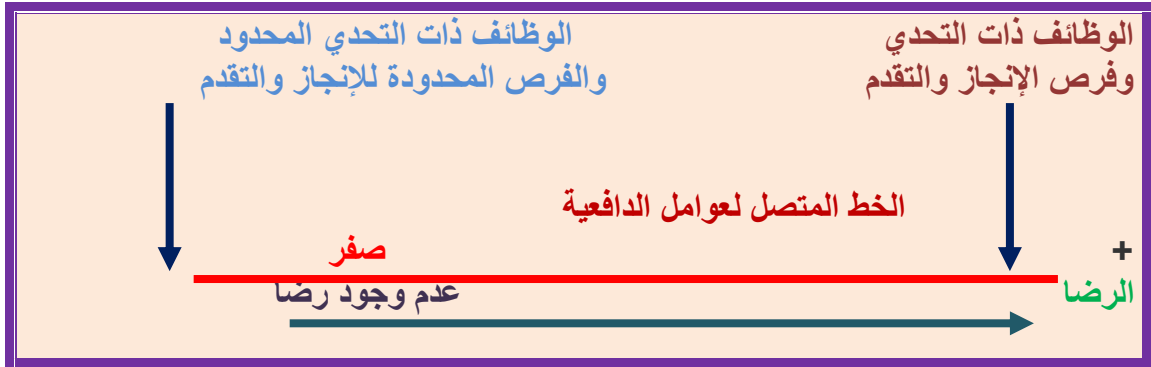 الوظائف ذات التحدي
وفرص الإنجاز والتقدم
الوظائف ذات التحدي المحدود
والفرص المحدودة للإنجاز والتقدم
الخط المتصل لعوامل الدافعية
+
صفر
الرضا
عدم وجود رضا